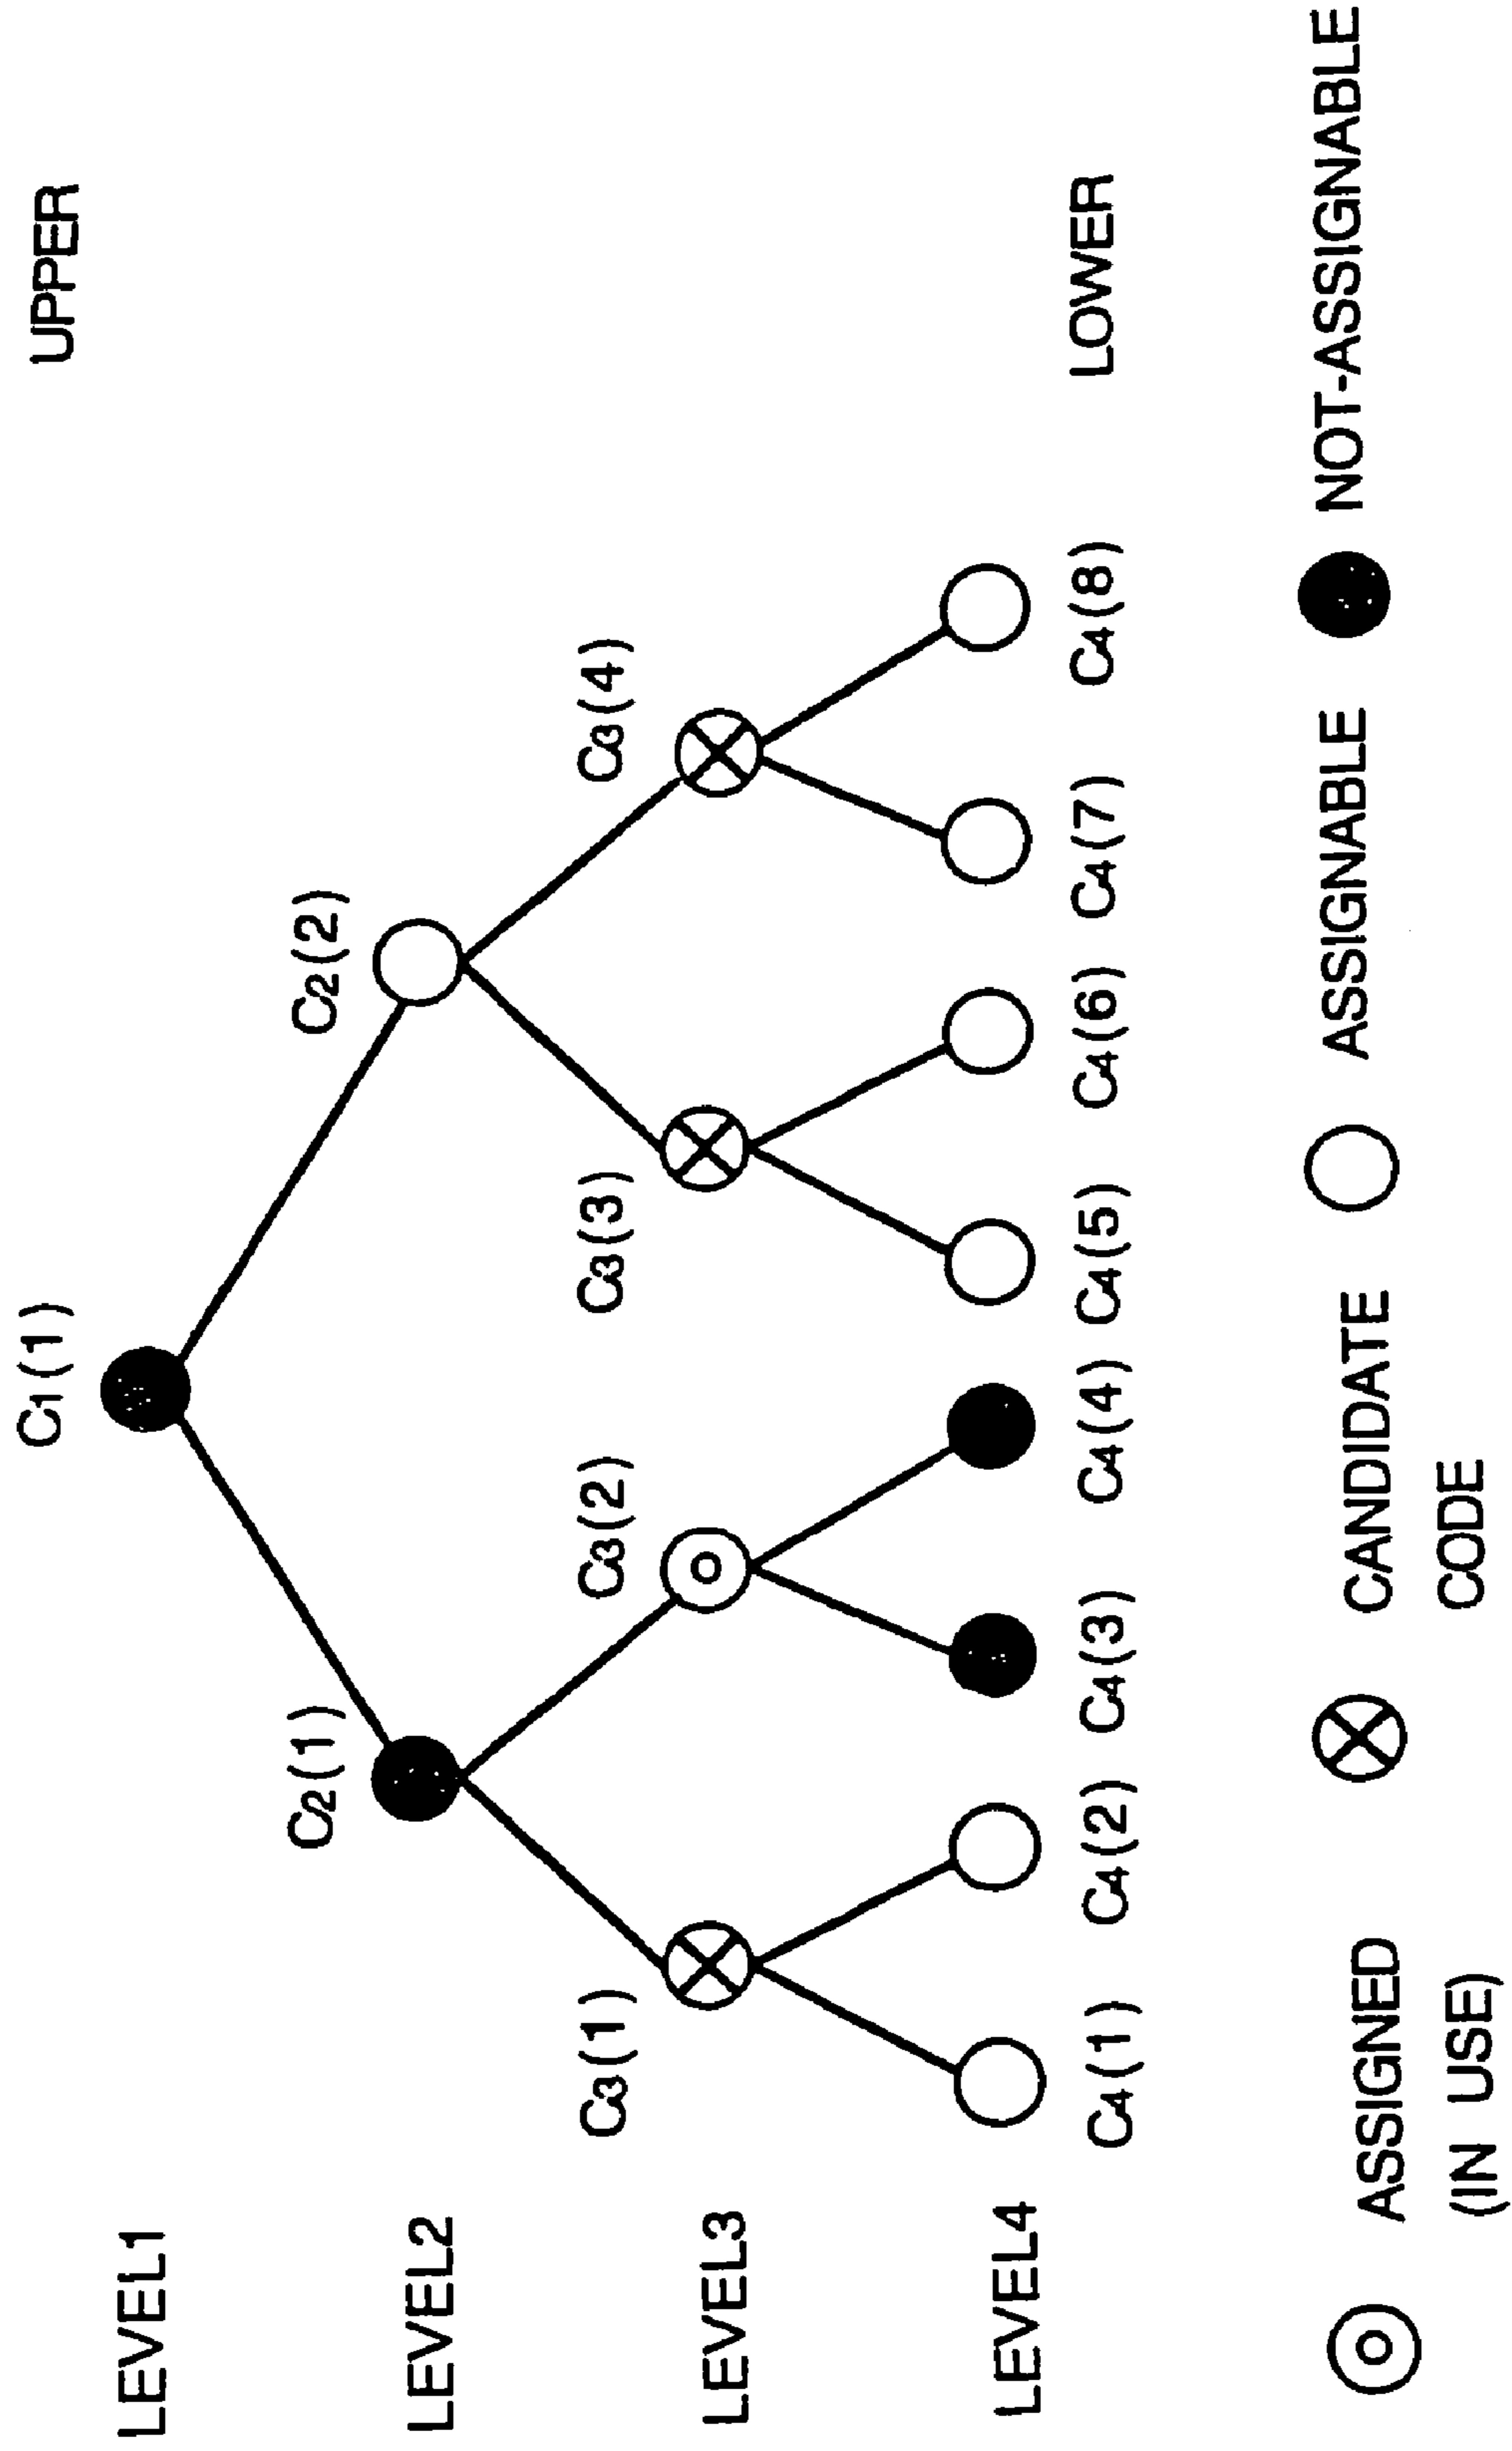 UPPER
C1(1)
LEVEL1
C2(1)
C2(2)
LEVEL2
C3(1)
C3(2)
C3(3)
C3(4)
LEVEL3
LEVEL4
C4(1) C4(2) C4(3) C4(4) C4(5) C4(6) C4(7) C4(8)
LOWER
ASSIGNED
(IN USE)
CANDIDATE
CODE
ASSIGNABLE
NOT-ASSIGNABLE